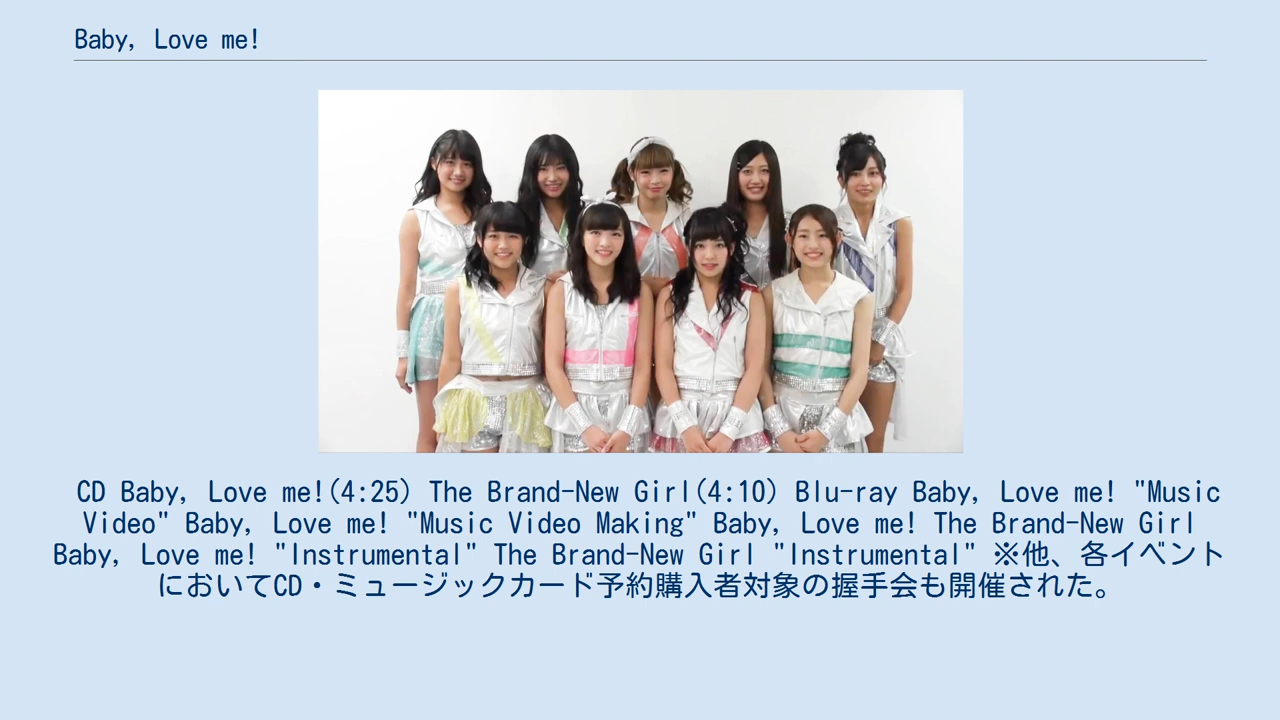 Baby, Love me!
CD Baby, Love me!(4:25) The Brand-New Girl(4:10) Blu-ray Baby, Love me! "Music
Video" Baby, Love me! "Music Video Making" Baby, Love me! The Brand-New Girl
Baby, Love me! "Instrumental" The Brand-New Girl "Instrumental" ※他、各イベント
においてCD・ミュージックカード予約購入者対象の握手会も開催された。